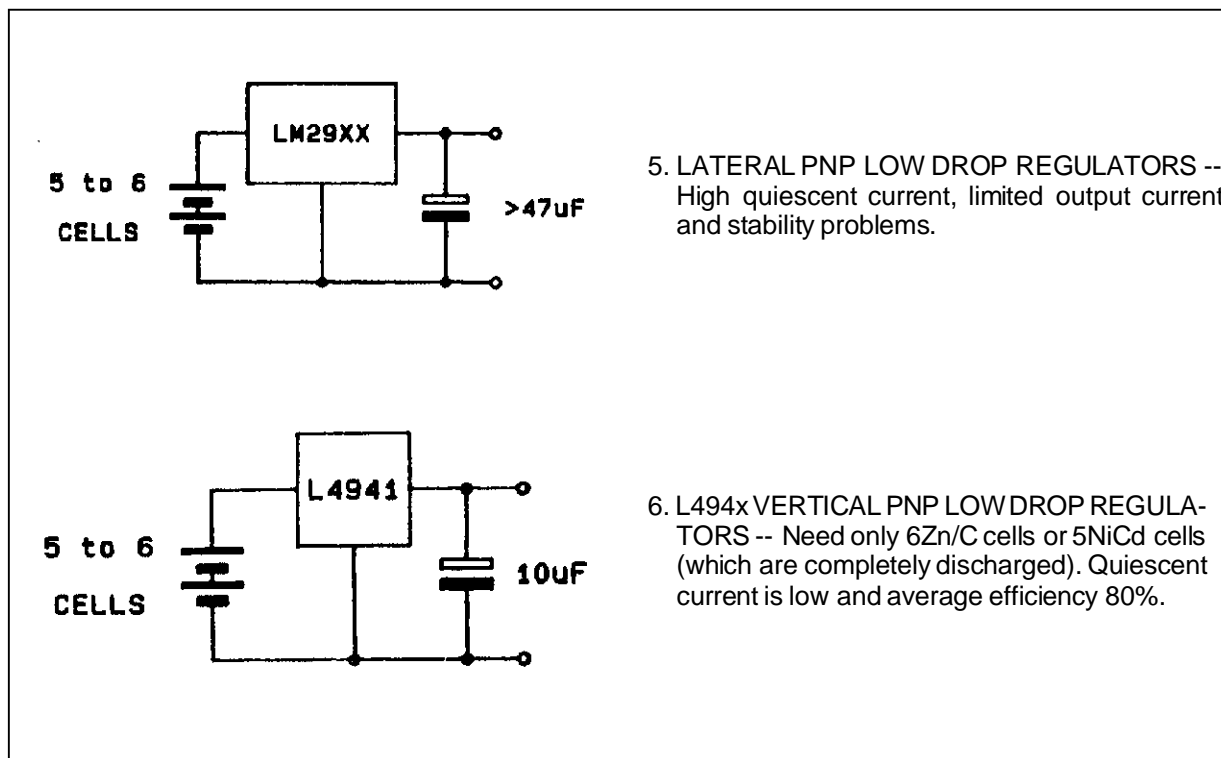 LM29XX
5 to 6
CELLS
>47uF
5. LATERAL PNP LOW DROP REGULATORS --
High quiescent current, limited output current
and stability problems.
L4941
5 to 6
CELLS
10uF
6. L494x VERTICAL PNP LOW DROP REGULA-
TORS -- Need only 6Zn/C cells or 5NiCd cells
(which are completely discharged). Quiescent
current is low and average efficiency 80%.